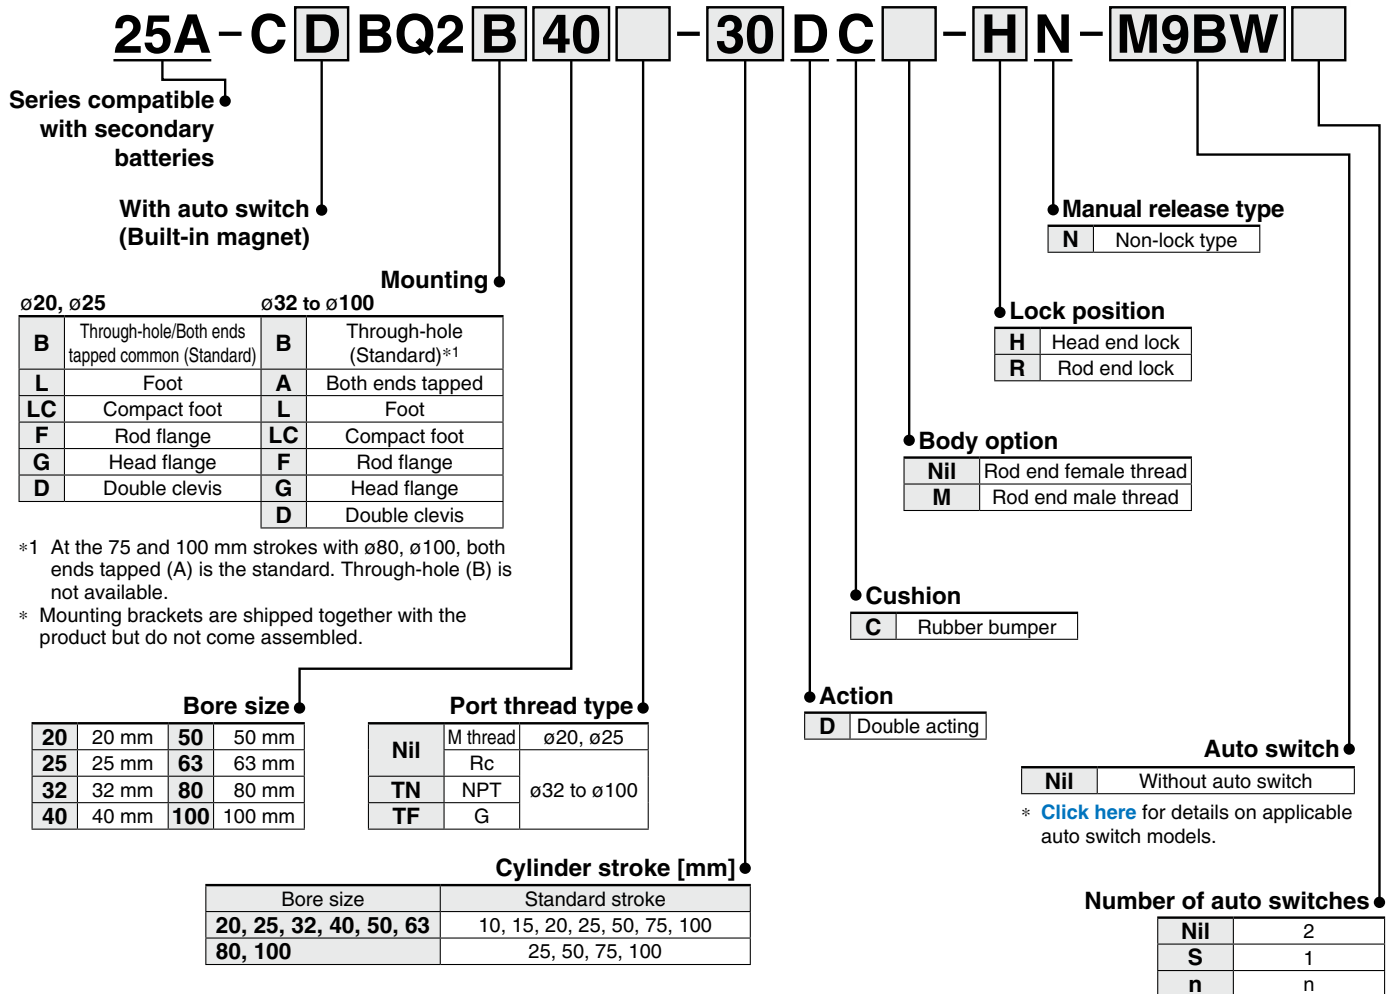 25A-CDBQ2B40 -30DC -HN-M9BW
Series compatible
with secondary
batteries
With auto switch
(Built-in magnet)
Mounting
ø20, ø25
B Through-hole/Both ends tapped common (Standard)
L Foot
LC Compact foot
F Rod flange
G Head flange
D Double clevis
ø32 to ø100
B Through-hole (Standard)*1
A Both ends tapped
L Foot
LC Compact foot
F Rod flange
G Head flange
D Double clevis
*1 At the 75 and 100 mm strokes with ø80, ø100, both
ends tapped (A) is the standard. Through-hole (B) is
not available.
* Mounting brackets are shipped together with the
product but do not come assembled.
Bore size
20 20 mm 50 50 mm
25 25 mm 63 63 mm
32 32 mm 80 80 mm
40 40 mm 100 100 mm
Port thread type
Nil M thread ø20, ø25
Rc ø32 to ø100
TN NPT
TF G
Cylinder stroke [mm]
Bore size Standard stroke
20, 25, 32, 40, 50, 63 10, 15, 20, 25, 50, 75, 100
80, 100 25, 50, 75, 100
Action
D Double acting
Cushion
C Rubber bumper
Body option
Nil Rod end female thread
M Rod end male thread
Lock position
H Head end lock
R Rod end lock
Manual release type
N Non-lock type
Auto switch
Nil Without auto switch
* Click here for details on applicable
auto switch models.
Number of auto switches
Nil 2
S 1
n n